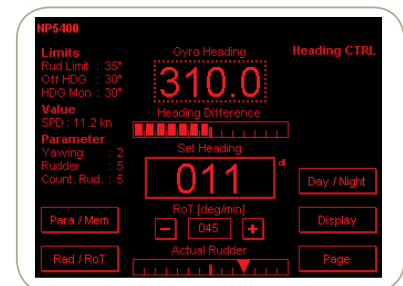 NP5400
Limits
Rud Limit : 35°
Off HDG : 30°
HDG Mon : 30°
Value
SPD : 11.2 kn
Parameter
Yawing : 2
Rudder : 5
Count. Rud. : 5
Para / Mem
Rad / RoT
Gyro Heading
310.0
Heading Difference
Set Heading
011
RoT [deg/min]
− 045 +
Actual Rudder
Heading CTRL
Day / Night
Display
Page